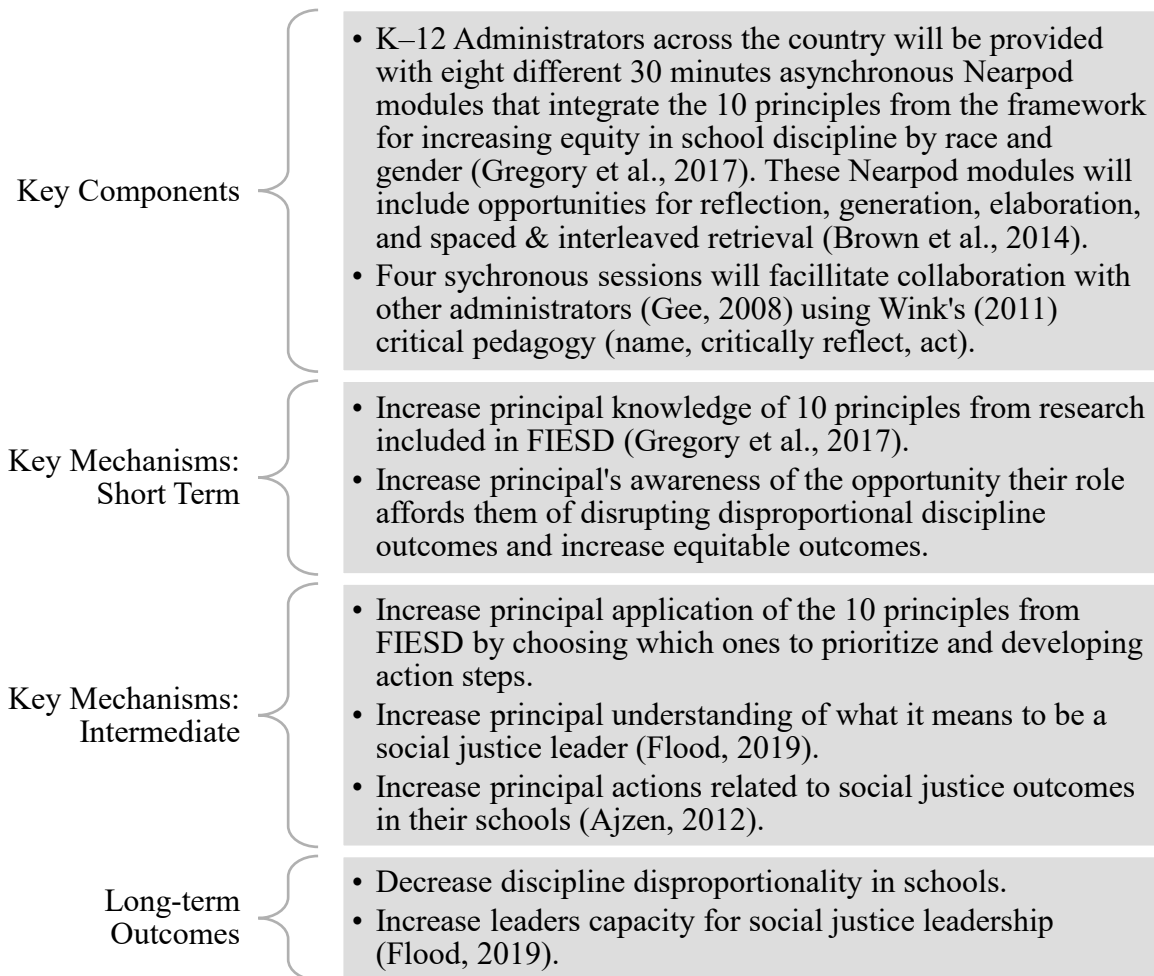 Key Components
• K–12 Administrators across the country will be provided
with eight different 30 minutes asynchronous Nearpod
modules that integrate the 10 principles from the framework
for increasing equity in school discipline by race and
gender (Gregory et al., 2017). These Nearpod modules will
include opportunities for reflection, generation, elaboration,
and spaced & interleaved retrieval (Brown et al., 2014).
• Four sychronous sessions will facillitate collaboration with
other administrators (Gee, 2008) using Wink's (2011)
critical pedagogy (name, critically reflect, act).
Key Mechanisms:
Short Term
• Increase principal knowledge of 10 principles from research
included in FIESD (Gregory et al., 2017).
• Increase principal's awareness of the opportunity their role
affords them of disrupting disproportional discipline
outcomes and increase equitable outcomes.
Key Mechanisms:
Intermediate
• Increase principal application of the 10 principles from
FIESD by choosing which ones to prioritize and developing
action steps.
• Increase principal understanding of what it means to be a
social justice leader (Flood, 2019).
• Increase principal actions related to social justice outcomes
in their schools (Ajzen, 2012).
Long-term
Outcomes
• Decrease discipline disproportionality in schools.
• Increase leaders capacity for social justice leadership
(Flood, 2019).